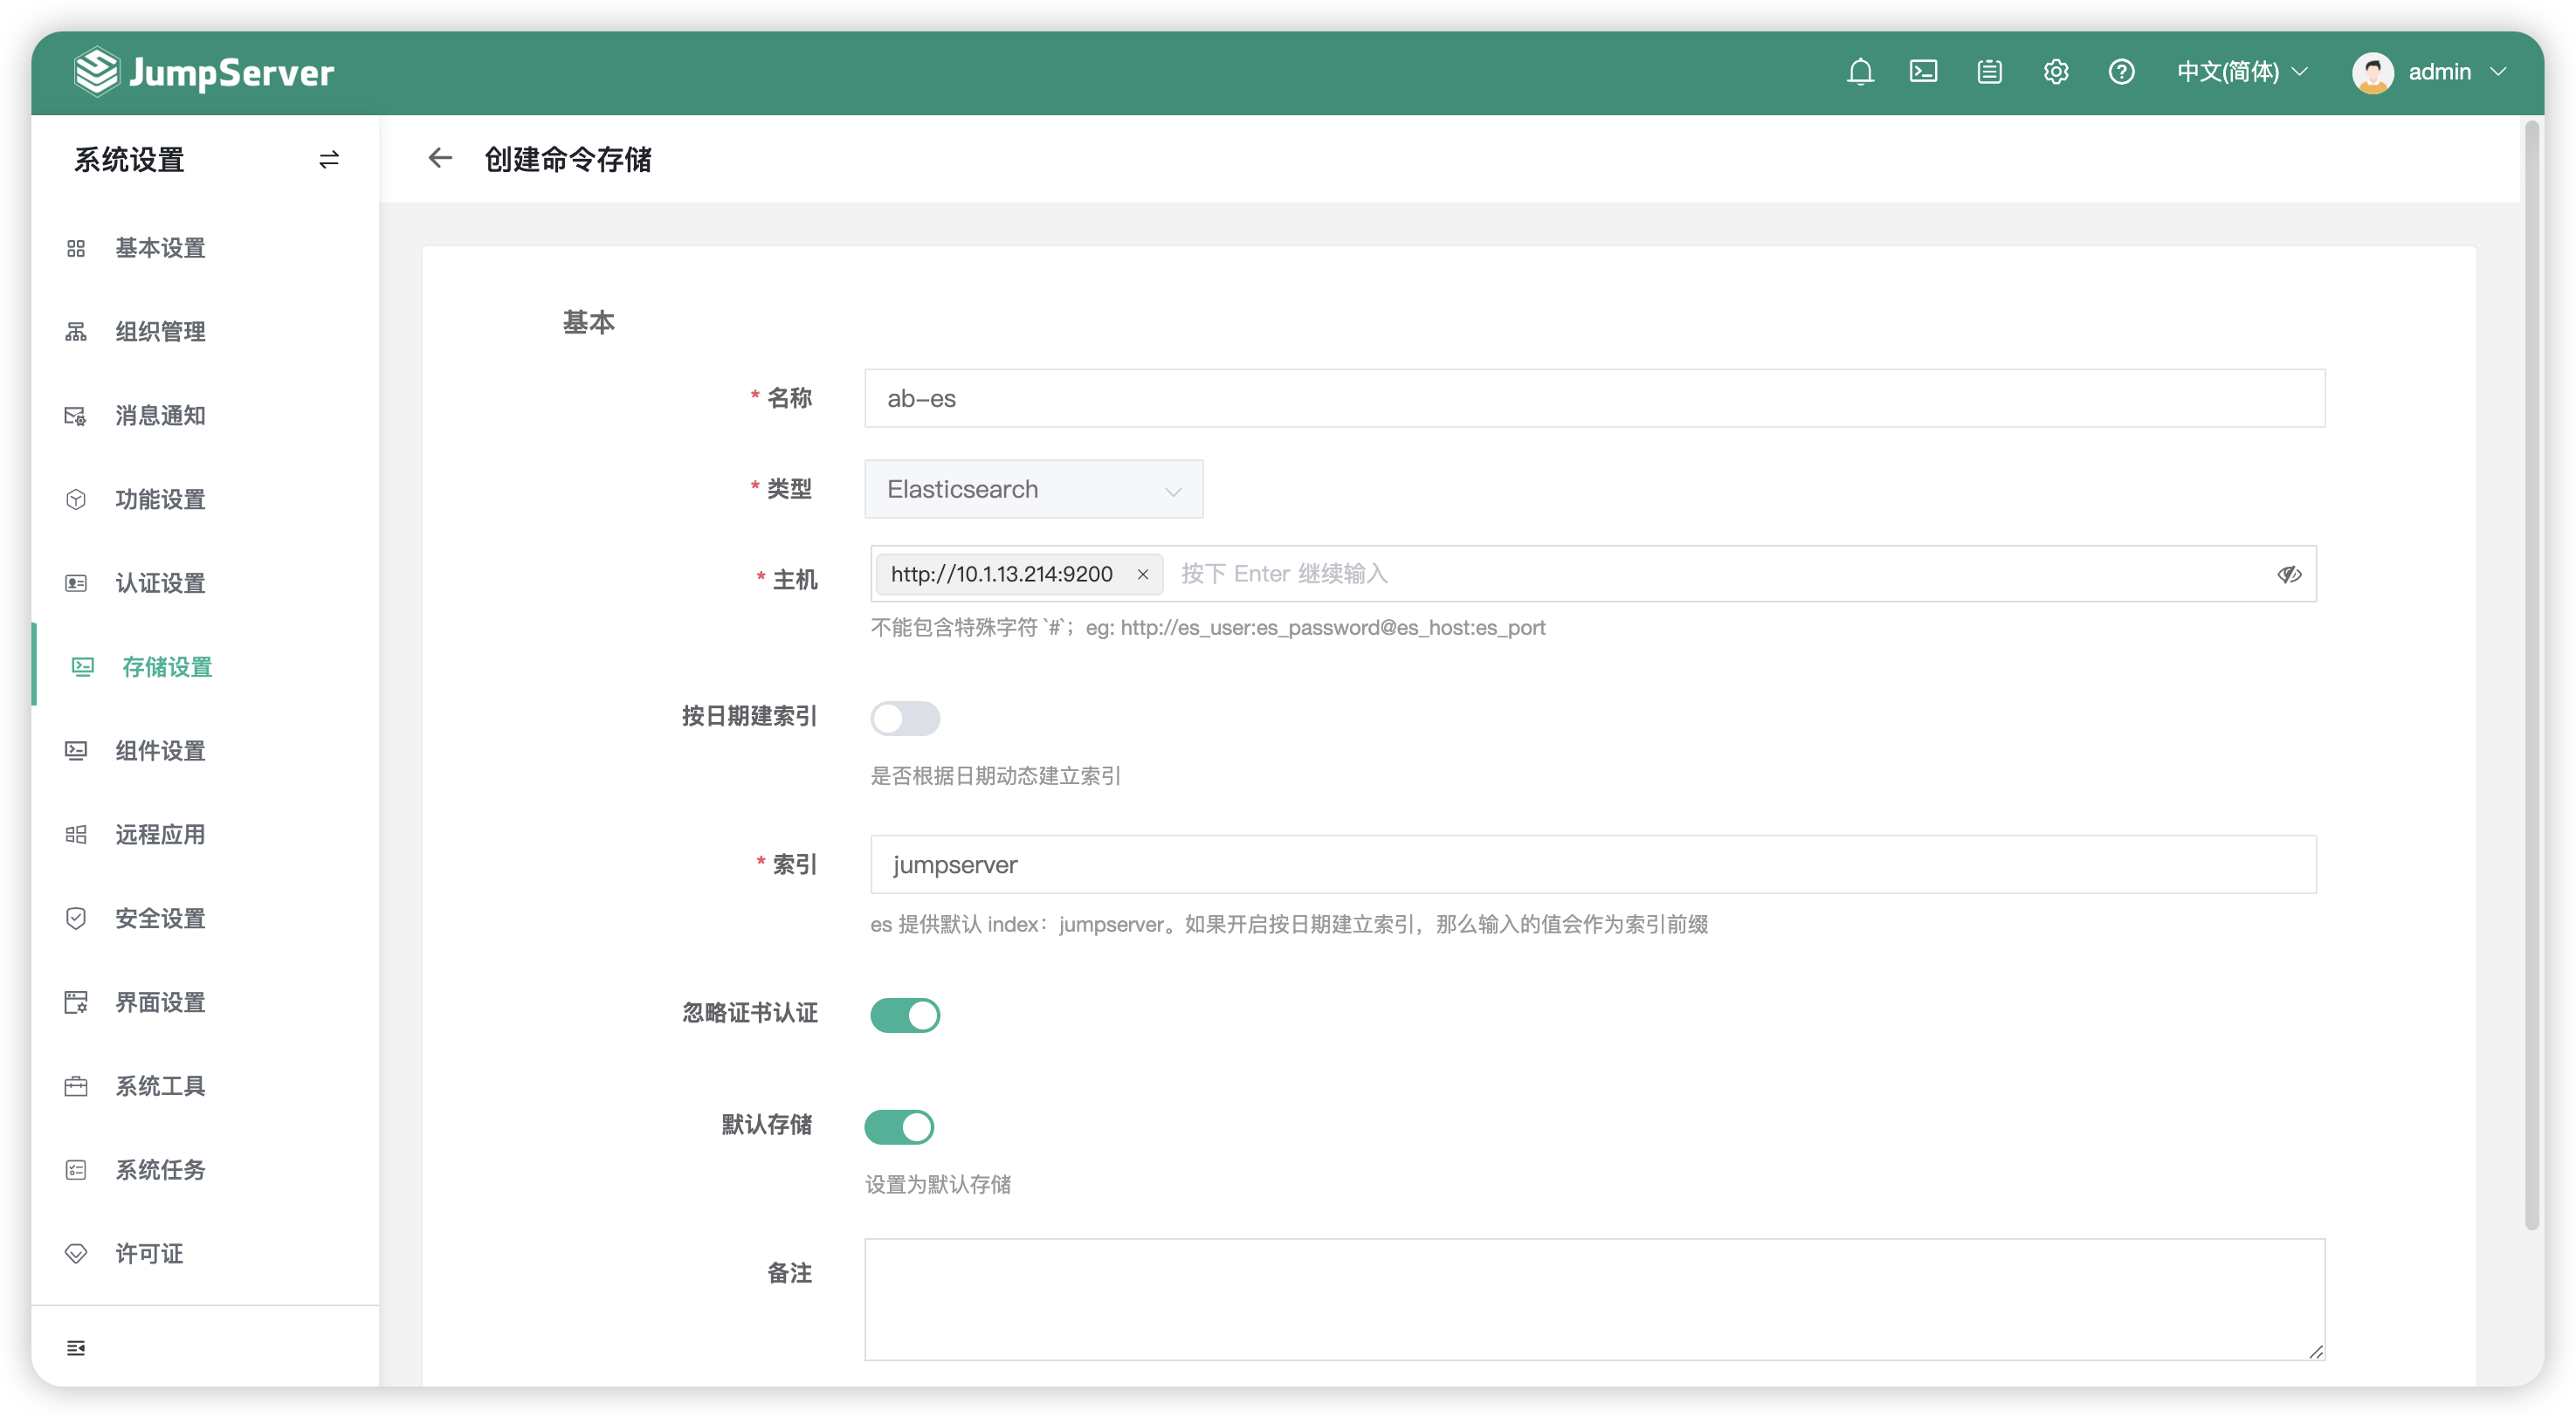 JumpServer
中文(简体)
admin
系统设置
创建命令存储
基本设置
组织管理
消息通知
功能设置
认证设置
存储设置
组件设置
远程应用
安全设置
界面设置
系统工具
系统任务
许可证
基本
* 名称
ab-es
* 类型
Elasticsearch
* 主机
http://10.1.13.214:9200 × 按下 Enter 继续输入
不能包含特殊字符 `#`；eg: http://es_user:es_password@es_host:es_port
按日期建索引
是否根据日期动态建立索引
* 索引
jumpserver
es 提供默认 index：jumpserver。如果开启按日期建立索引，那么输入的值会作为索引前缀
忽略证书认证
默认存储
设置为默认存储
备注